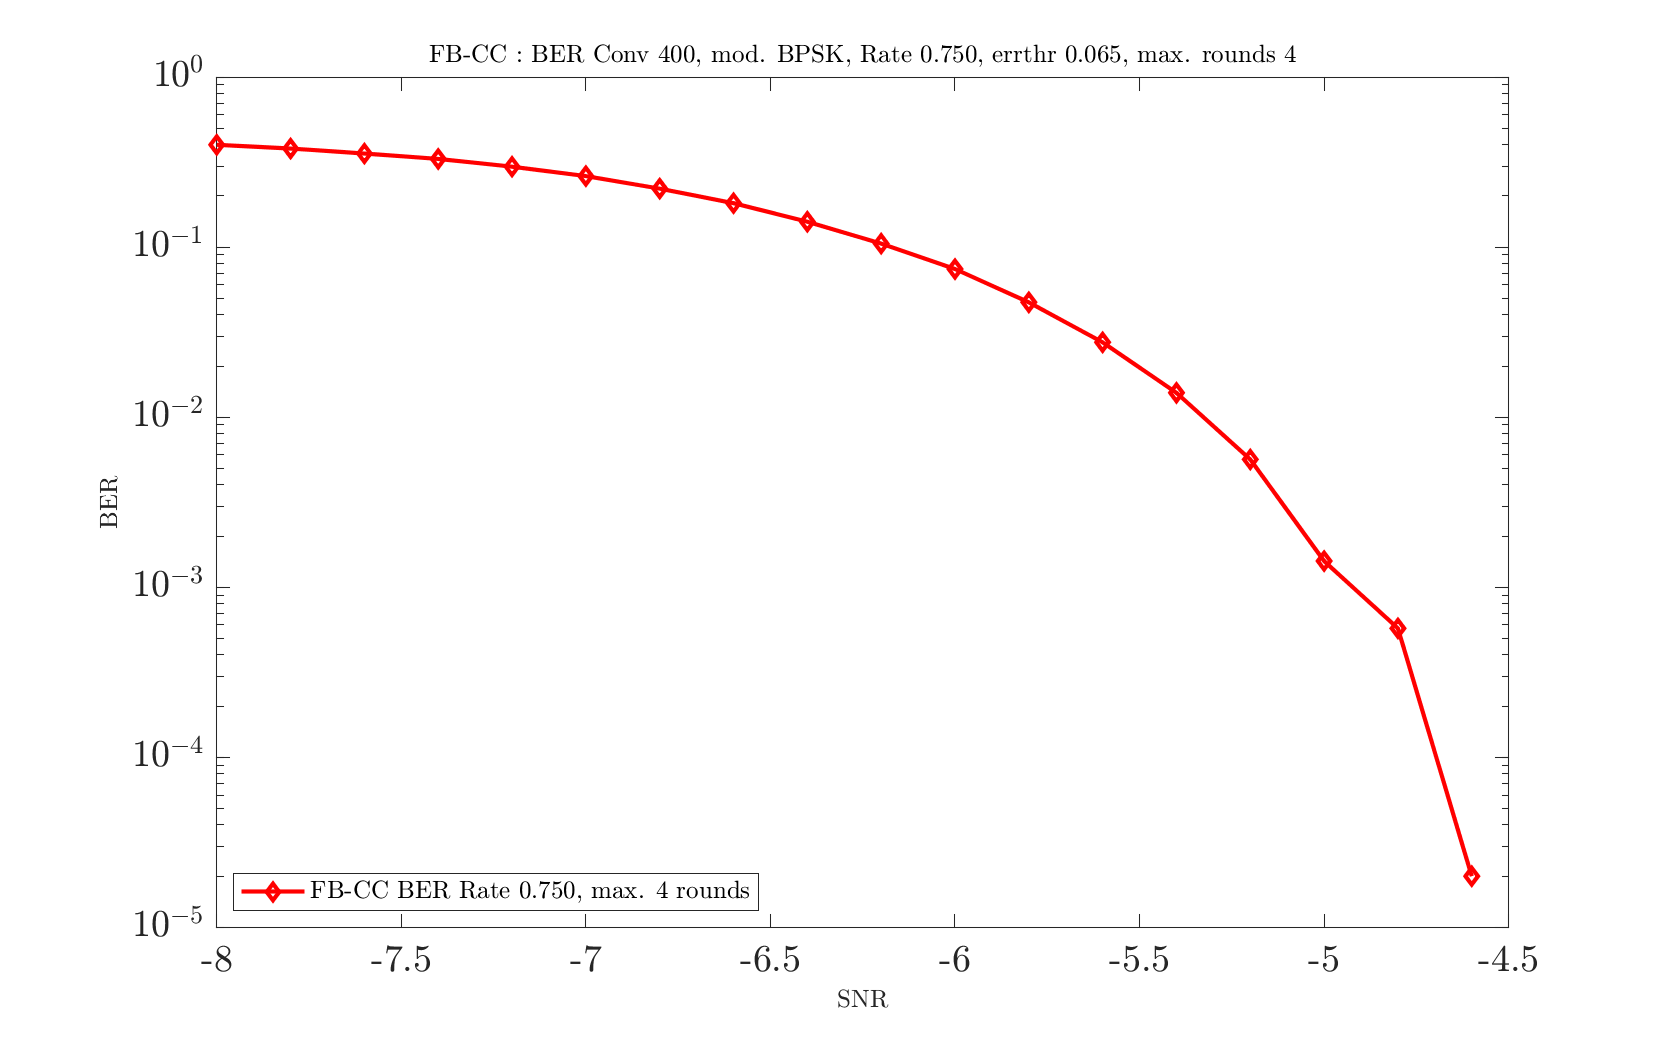 FB-CC : BER Conv 400, mod. BPSK, Rate 0.750, errthr 0.065, max. rounds 4
10^0
10^-1
10^-2
10^-3
10^-4
10^-5
BER
FB-CC BER Rate 0.750, max. 4 rounds
-8 -7.5 -7 -6.5 -6 -5.5 -5 -4.5
SNR